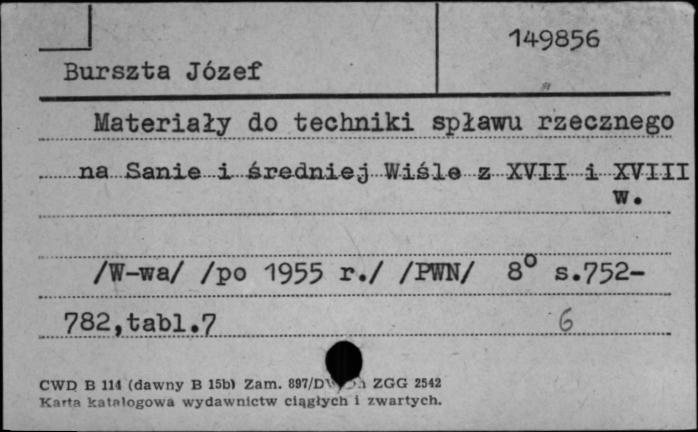 149856
Burszta Józef
Materiały do techniki spławu rzecznego
na Sanie i średniej Wiśle z XVII i XVIII
w.
/W-wa/ /po 1955 r./ /PWN/ 8° s.752-
782,tabl.7
6
CWD B 114 (dawny B 15b) Zam. 897/ ZGG 2542
Karta katalogowa wydawnictw ciągłych i zwartych.